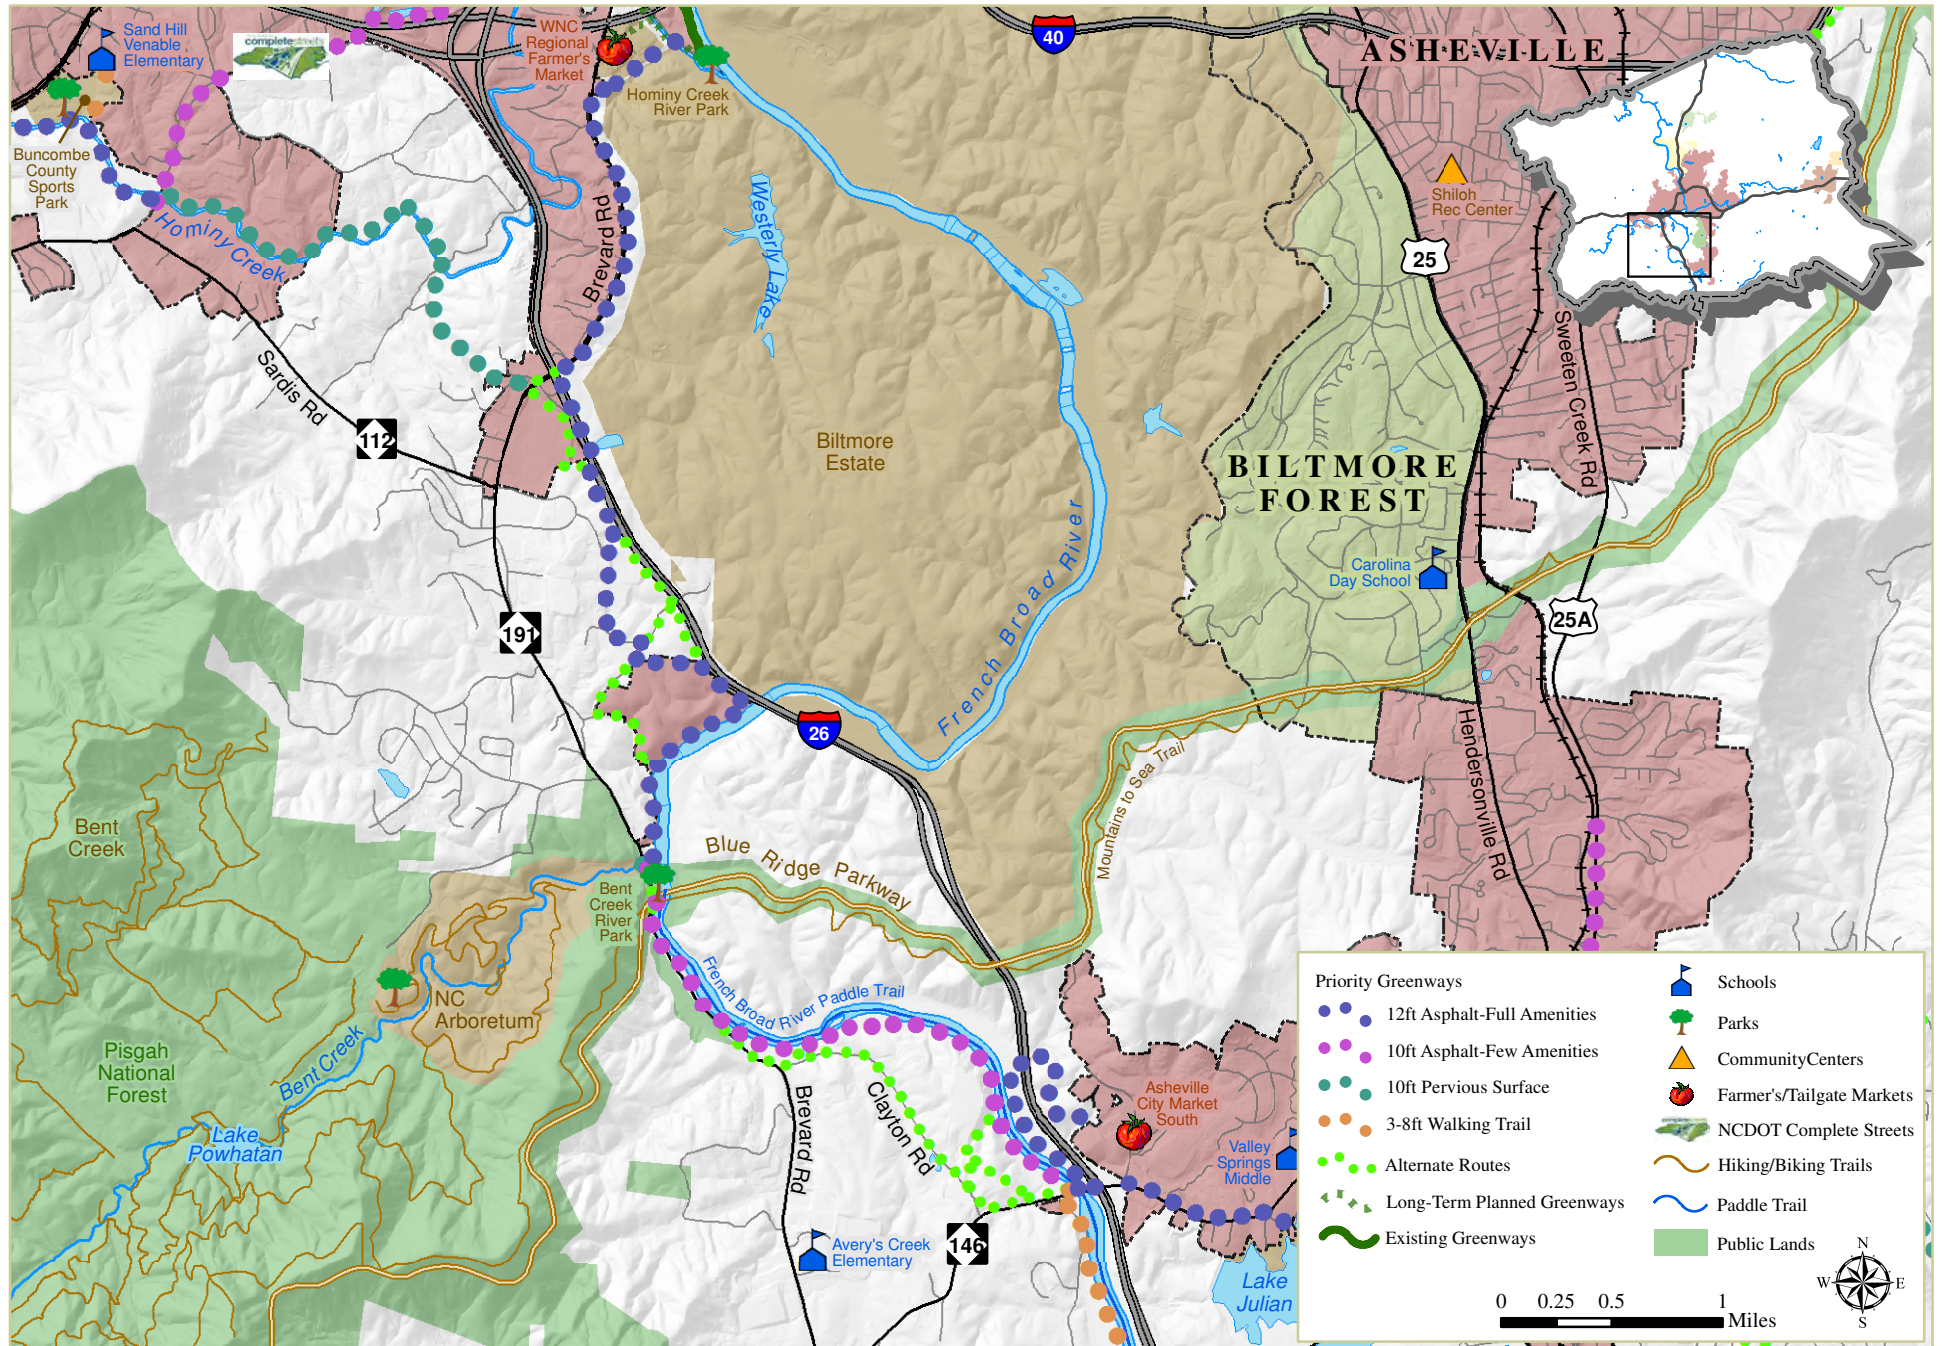 Sand Hill
Venable
Elementary
completestreets
WNC
Regional
Farmer's
Market
Hominy Creek
River Park
40
ASHEVILLE
Buncombe
County
Sports
Park
Hominy Creek
Brevard Rd
Westerly Lake
Shiloh
Rec Center
25
Sweeten Creek Rd
Sardis Rd
112
Biltmore
Estate
BILTMORE
FOREST
French Broad River
Carolina
Day School
25A
191
26
Hendersonville Rd
Mountains to Sea Trail
Bent
Creek
Blue Ridge Parkway
Bent
Creek
River
Park
NC
Arboretum
French Broad River Paddle Trail
Pisgah
National
Forest
Bent Creek
Lake
Powhatan
Brevard Rd
Clayton Rd
Asheville
City Market
South
Valley
Springs
Middle
Avery's Creek
Elementary
146
Lake
Julian
Priority Greenways
12ft Asphalt-Full Amenities
10ft Asphalt-Few Amenities
10ft Pervious Surface
3-8ft Walking Trail
Alternate Routes
Long-Term Planned Greenways
Existing Greenways
Schools
Parks
CommunityCenters
Farmer's/Tailgate Markets
NCDOT Complete Streets
Hiking/Biking Trails
Paddle Trail
Public Lands
N
W E
S
0 0.25 0.5 1
Miles